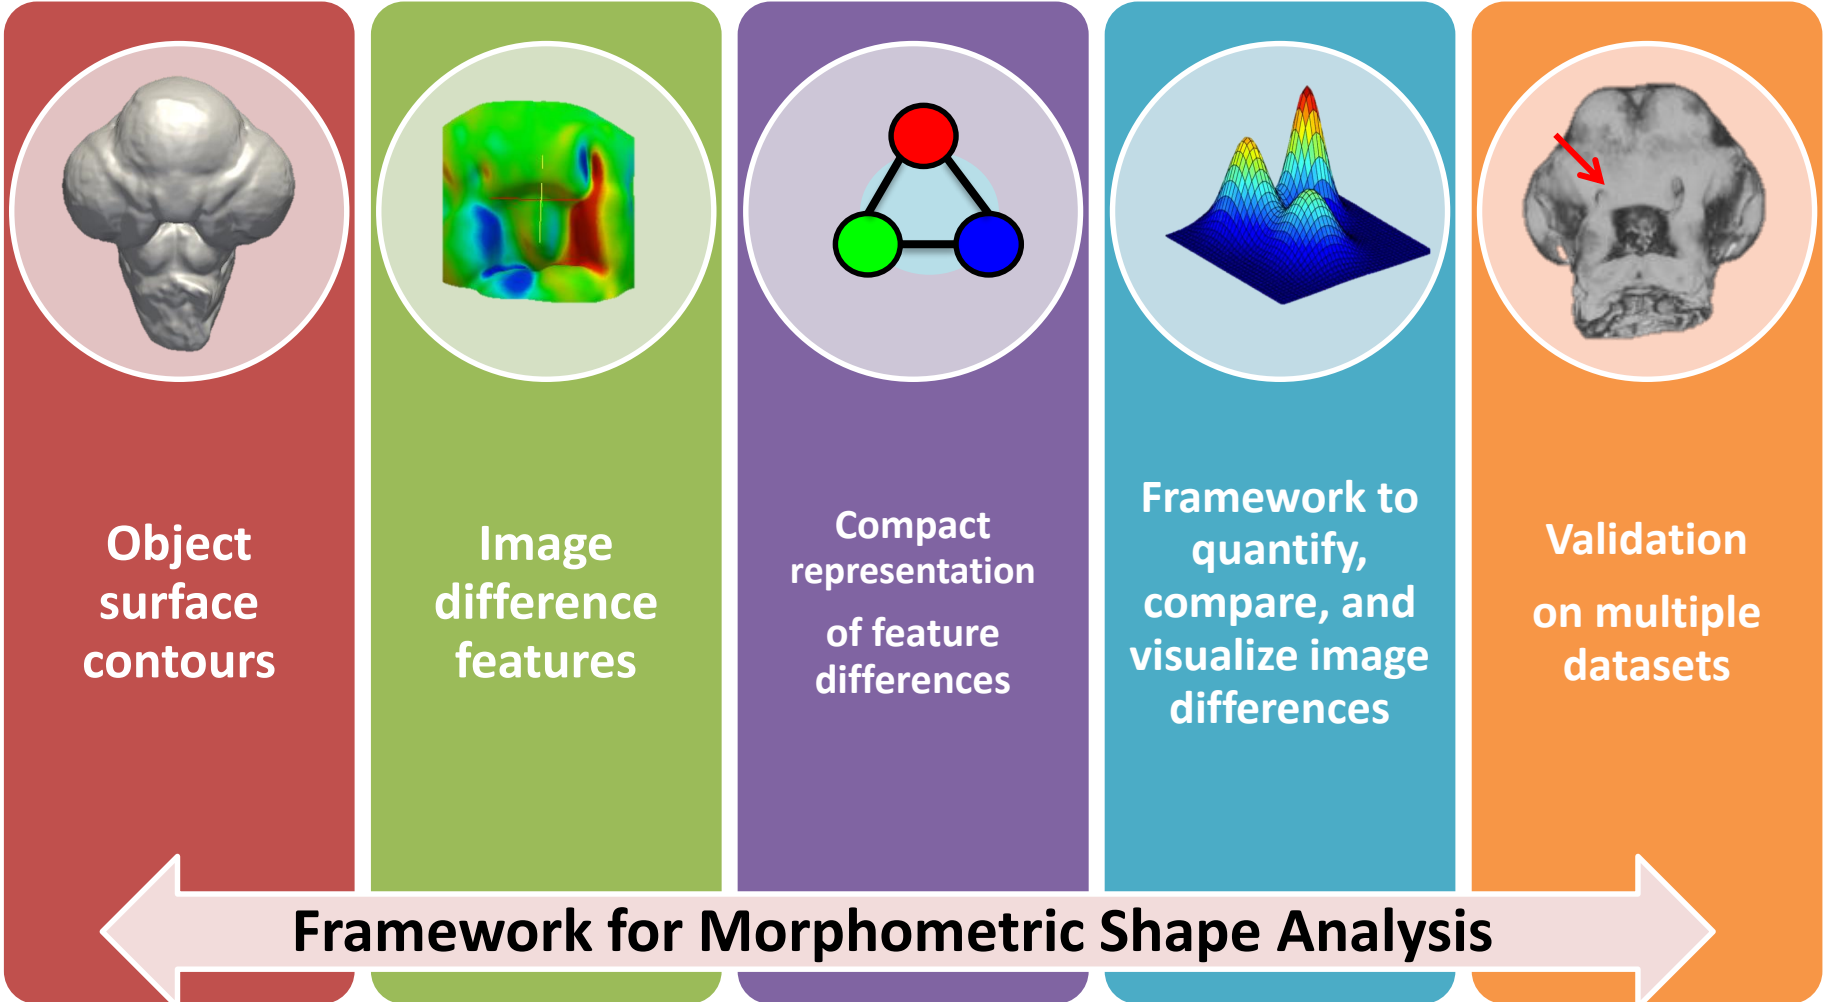 Object
surface
contours
Image
difference
features
Compact
representation
of feature
differences
Framework to
quantify,
compare, and
visualize image
differences
Validation
on multiple
datasets
Framework for Morphometric Shape Analysis